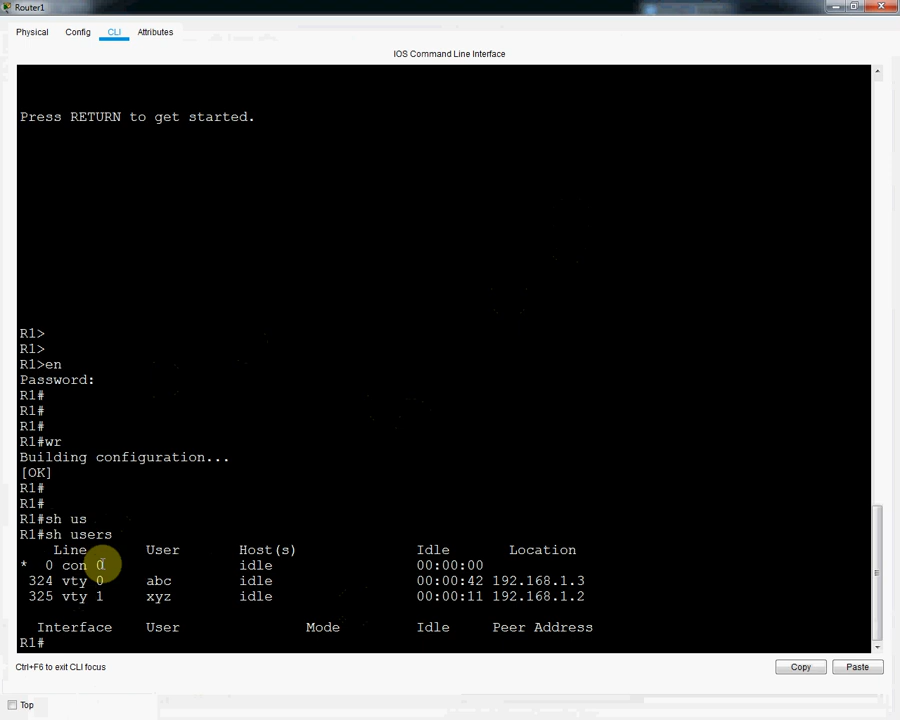 Router1
Physical Config CLI Attributes
IOS Command Line Interface
Press RETURN to get started.
R1>
R1>
R1>en
Password:
R1#
R1#
R1#
R1#wr
Building configuration...
[OK]
R1#
R1#
R1#sh us
R1#sh users
Line User Host(s) Idle Location
* 0 con 0 idle 00:00:00
324 vty 0 abc idle 00:00:42 192.168.1.3
325 vty 1 xyz idle 00:00:11 192.168.1.2
Interface User Mode Idle Peer Address
R1#
Ctrl+F6 to exit CLI focus
Copy Paste
Top